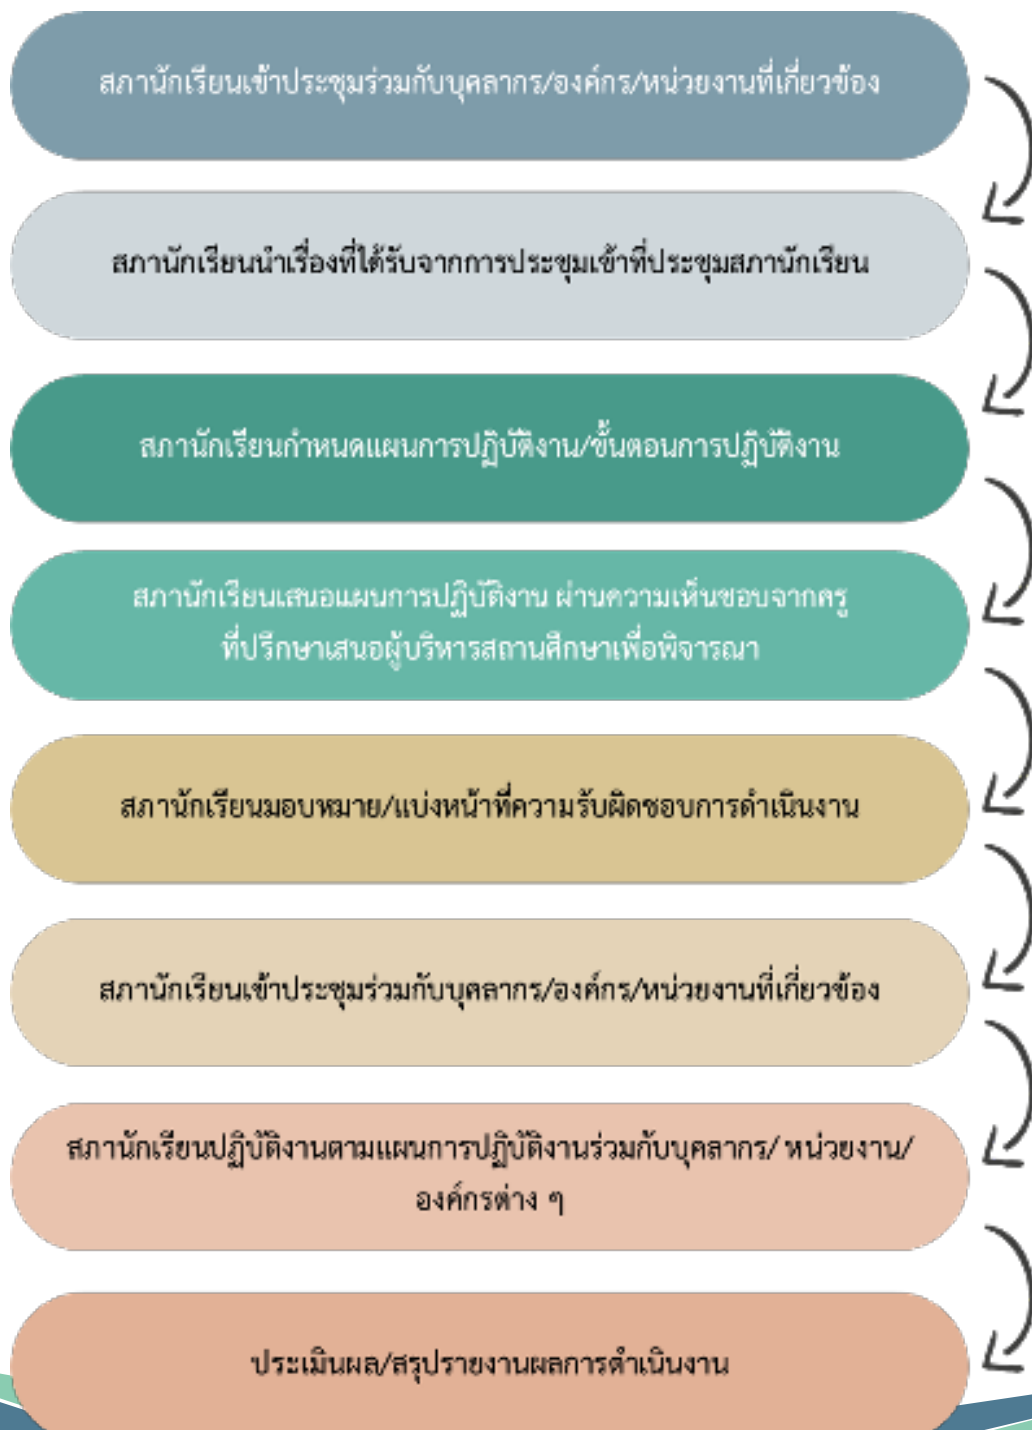 สภานักเรียนเข้าประชุมร่วมกับบุคลากร/องค์กร/หน่วยงานที่เกี่ยวข้อง
สภานักเรียนนำเรื่องที่ได้รับจากการประชุมเข้าที่ประชุมสภานักเรียน
สภานักเรียนกำหนดแผนการปฏิบัติงาน/ขั้นตอนการปฏิบัติงาน
สภานักเรียนเสนอแผนการปฏิบัติงาน ผ่านความเห็นชอบจากครู
ที่ปรึกษาเสนอผู้บริหารสถานศึกษาเพื่อพิจารณา
สภานักเรียนมอบหมาย/แบ่งหน้าที่ความรับผิดชอบการดำเนินงาน
สภานักเรียนเข้าประชุมร่วมกับบุคลากร/องค์กร/หน่วยงานที่เกี่ยวข้อง
สภานักเรียนปฏิบัติงานตามแผนการปฏิบัติงานร่วมกับบุคลากร/ หน่วยงาน/
องค์กรต่าง ๆ
ประเมินผล/สรุปรายงานผลการดำเนินงาน